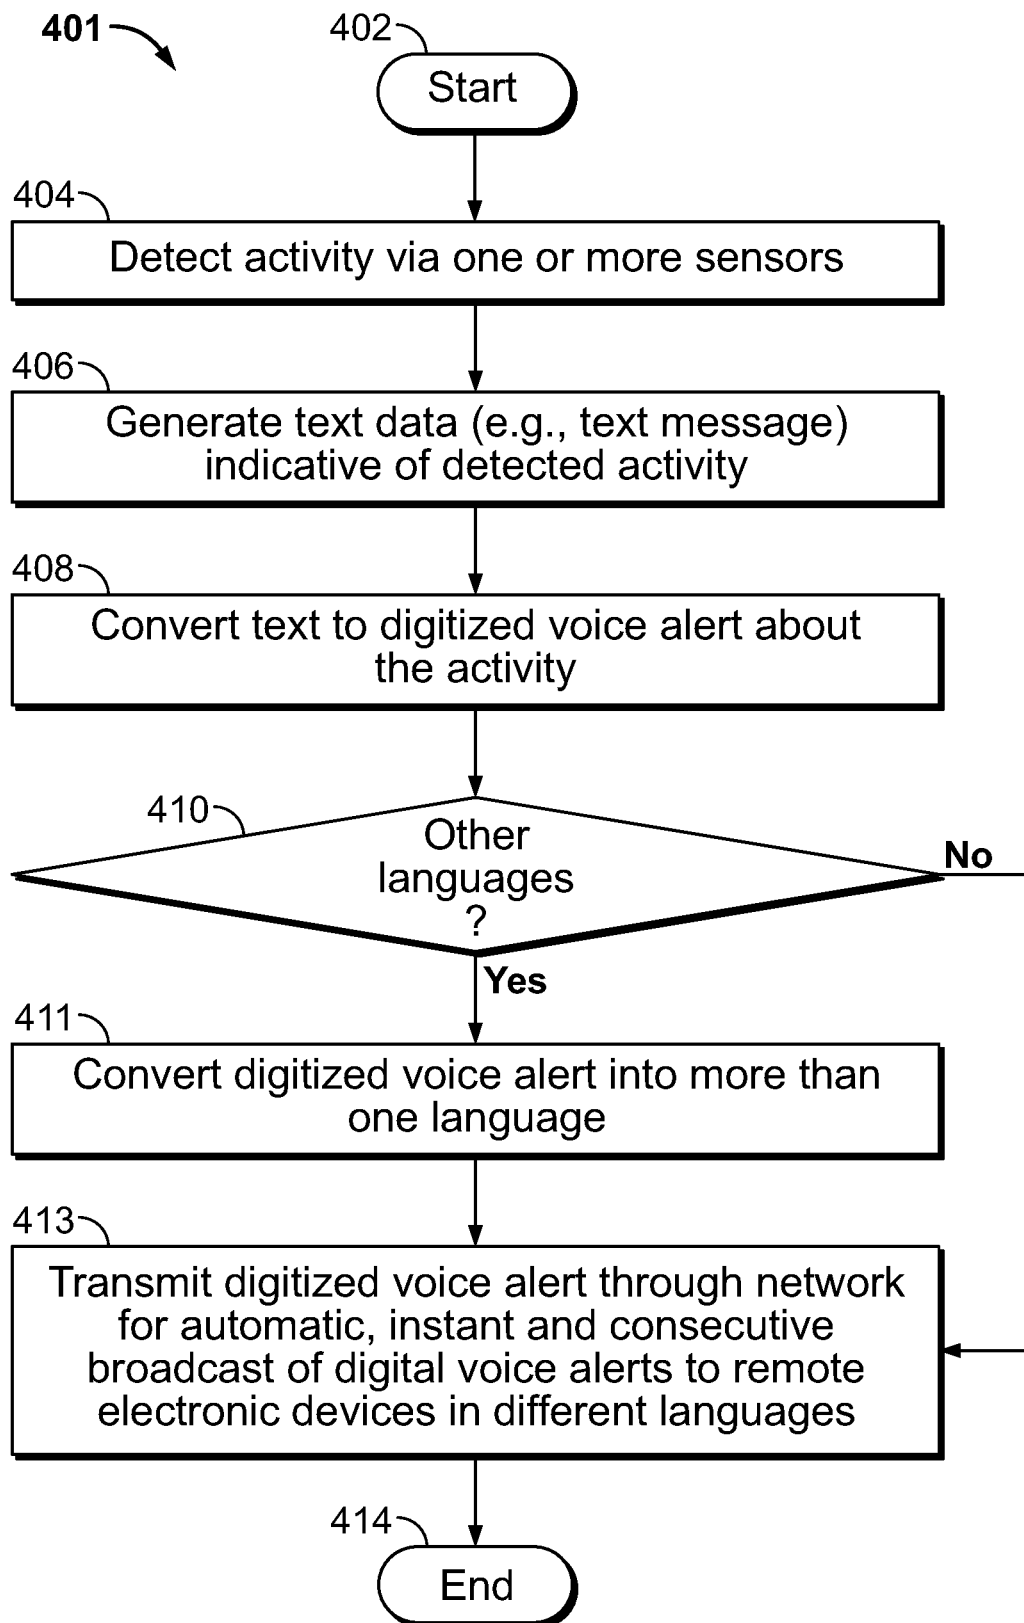 401
402
Start
404
Detect activity via one or more sensors
406
Generate text data (e.g., text message)
indicative of detected activity
408
Convert text to digitized voice alert about
the activity
410
Other
languages
?
No
Yes
411
Convert digitized voice alert into more than
one language
413
Transmit digitized voice alert through network
for automatic, instant and consecutive
broadcast of digital voice alerts to remote
electronic devices in different languages
414
End